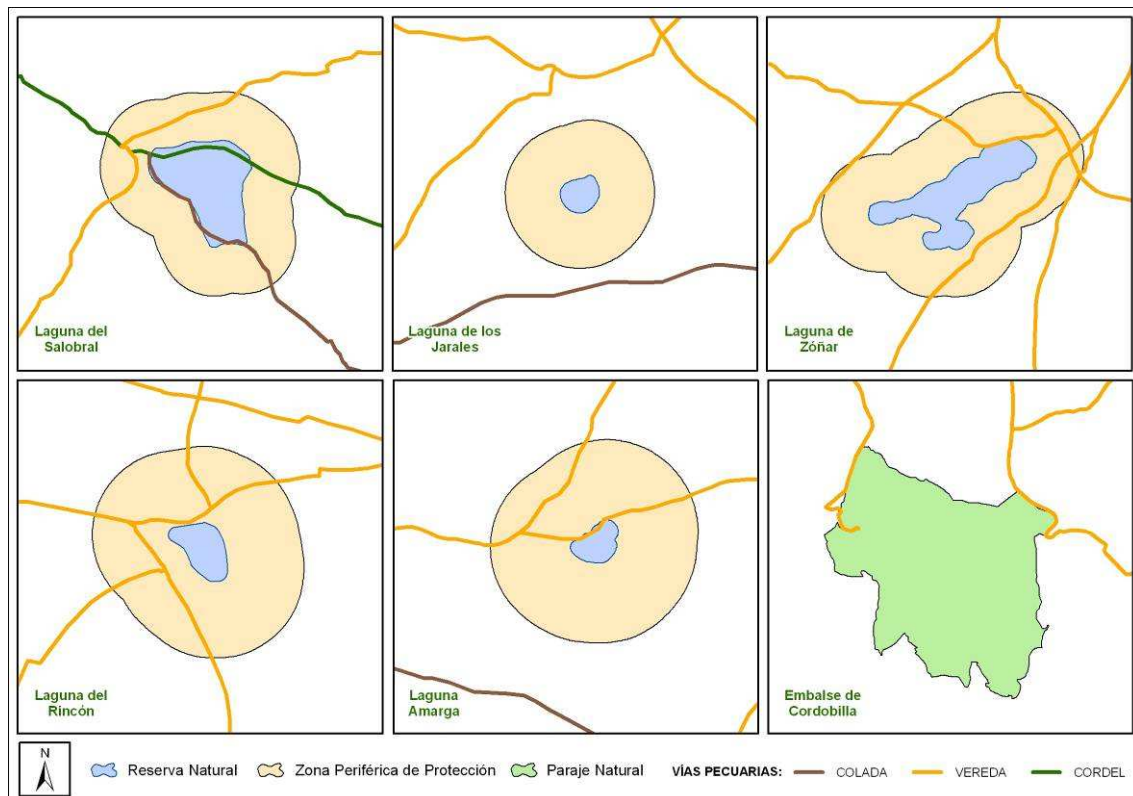 Laguna del
Salobral
Laguna de los
Jarales
Laguna de
Zóñar
Laguna del
Rincón
Laguna
Amarga
Embalse de
Cordobilla
N
Reserva Natural
Zona Periférica de Protección
Paraje Natural
VÍAS PECUARIAS:
COLADA
VEREDA
CORDEL